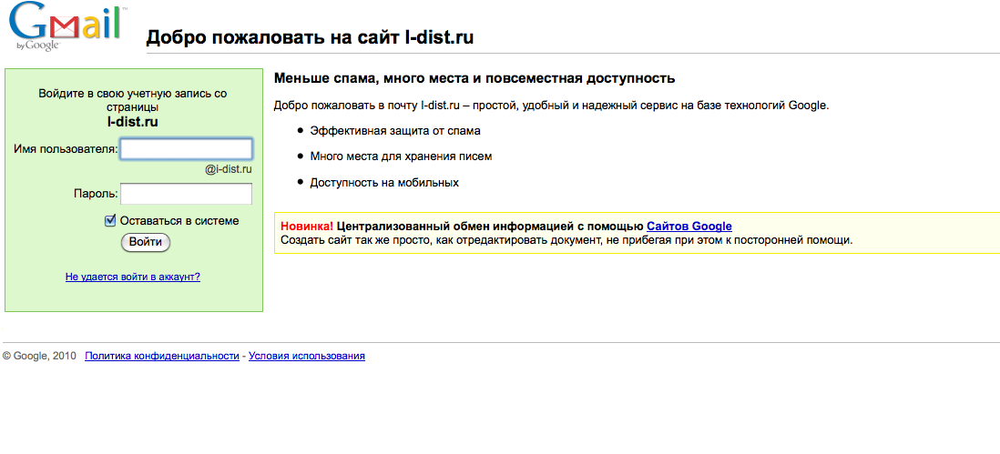 Gmail™
by Google
Добро пожаловать на сайт I-dist.ru
Войдите в свою учетную запись со
страницы
I-dist.ru
Имя пользователя:
@i-dist.ru
Пароль:
Оставаться в системе
Войти
Не удается войти в аккаунт?
Меньше спама, много места и повсеместная доступность
Добро пожаловать в почту I-dist.ru – простой, удобный и надежный сервис на базе технологий Google.
Эффективная защита от спама
Много места для хранения писем
Доступность на мобильных
Новинка! Централизованный обмен информацией с помощью Сайтов Google
Создать сайт так же просто, как отредактировать документ, не прибегая при этом к посторонней помощи.
© Google, 2010 Политика конфиденциальности - Условия использования